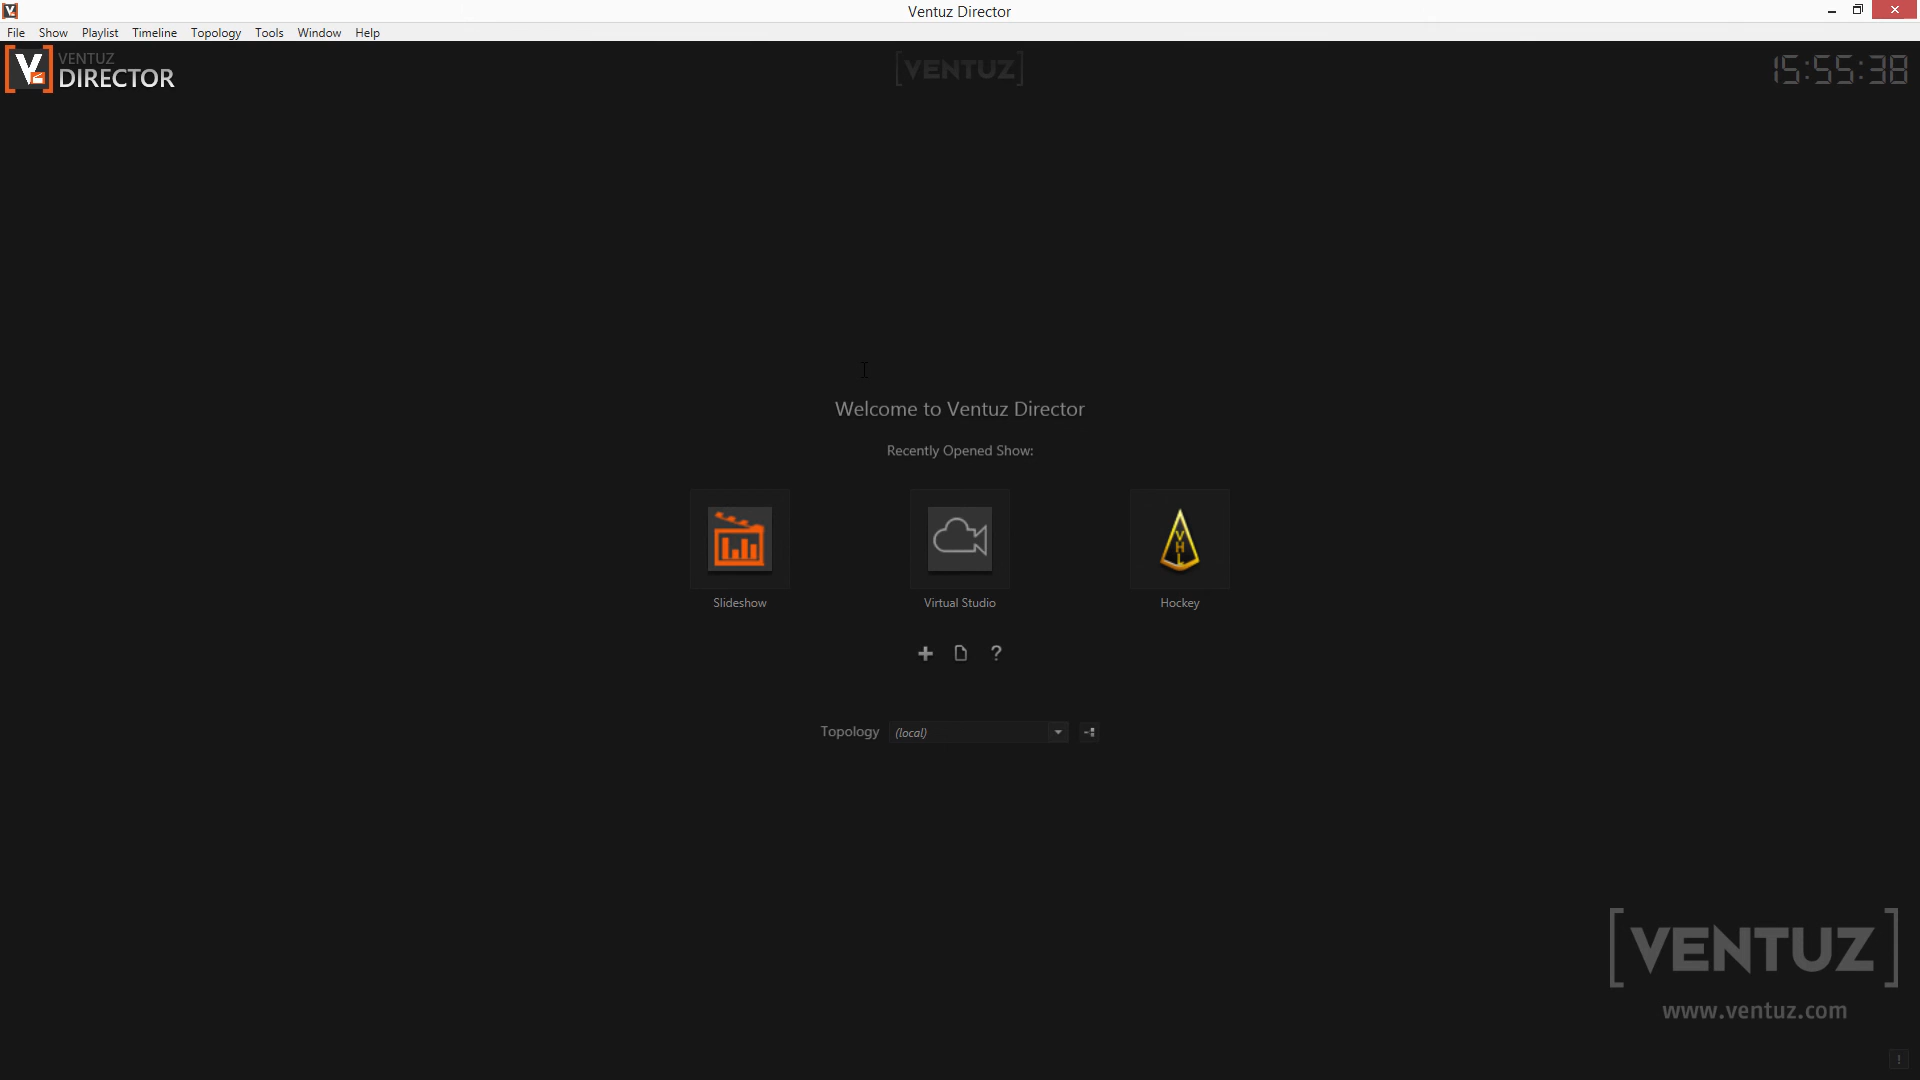 Ventuz Director
File Show Playlist Timeline Topology Tools Window Help
VENTUZ
DIRECTOR
[VENTUZ]
15:55:38
Welcome to Ventuz Director
Recently Opened Show:
VHL
Slideshow Virtual Studio Hockey
+ ?
Topology (local)
[VENTUZ]
www.ventuz.com
!